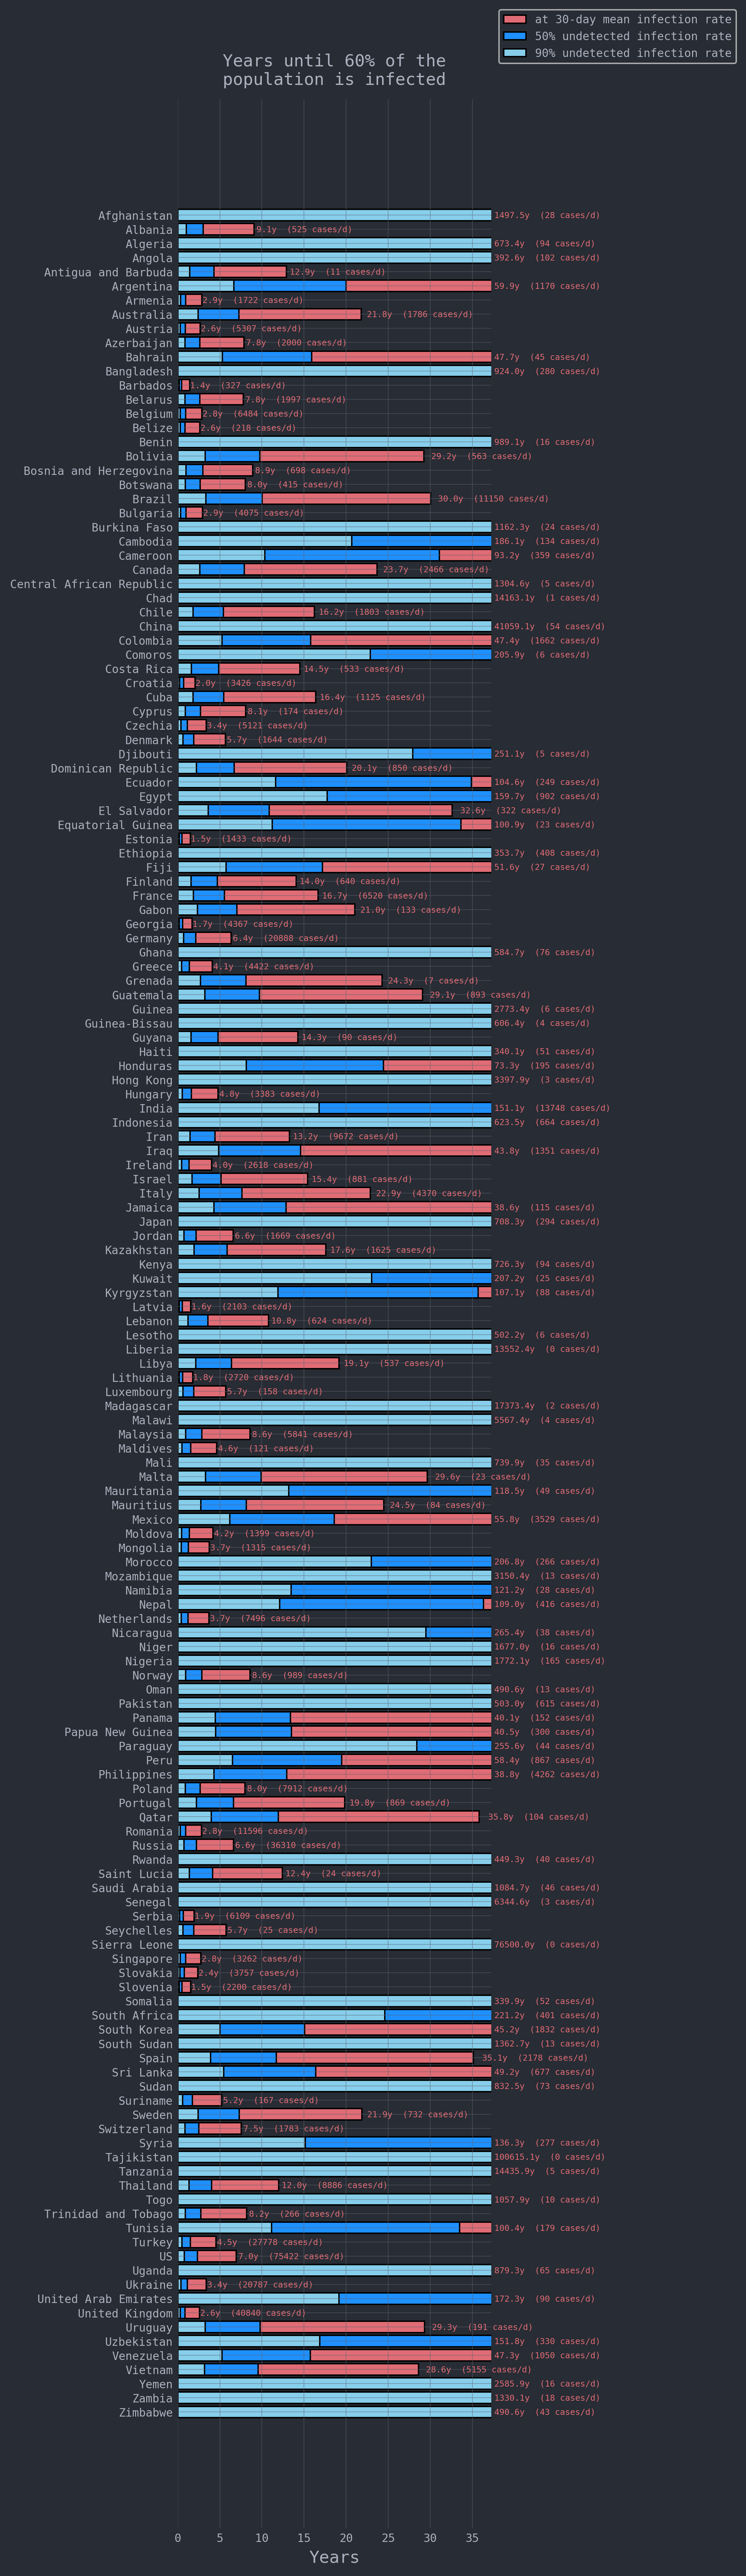 at 30-day mean infection rate
50% undetected infection rate
90% undetected infection rate
Years until 60% of the
population is infected
Afghanistan 1497.5y (28 cases/d)
Albania 9.1y (525 cases/d)
Algeria 673.4y (94 cases/d)
Angola 392.6y (102 cases/d)
Antigua and Barbuda 12.9y (11 cases/d)
Argentina 59.9y (1170 cases/d)
Armenia 2.9y (1722 cases/d)
Australia 21.8y (1786 cases/d)
Austria 2.6y (5307 cases/d)
Azerbaijan 7.8y (2000 cases/d)
Bahrain 47.7y (45 cases/d)
Bangladesh 924.0y (280 cases/d)
Barbados 1.4y (327 cases/d)
Belarus 7.8y (1997 cases/d)
Belgium 2.8y (6484 cases/d)
Belize 2.6y (218 cases/d)
Benin 989.1y (16 cases/d)
Bolivia 29.2y (563 cases/d)
Bosnia and Herzegovina 8.9y (698 cases/d)
Botswana 8.0y (415 cases/d)
Brazil 30.0y (11150 cases/d)
Bulgaria 2.9y (4075 cases/d)
Burkina Faso 1162.3y (24 cases/d)
Cambodia 186.1y (134 cases/d)
Cameroon 93.2y (359 cases/d)
Canada 23.7y (2466 cases/d)
Central African Republic 1304.6y (5 cases/d)
Chad 14163.1y (1 cases/d)
Chile 16.2y (1803 cases/d)
China 41059.1y (54 cases/d)
Colombia 47.4y (1662 cases/d)
Comoros 205.9y (6 cases/d)
Costa Rica 14.5y (533 cases/d)
Croatia 2.0y (3426 cases/d)
Cuba 16.4y (1125 cases/d)
Cyprus 8.1y (174 cases/d)
Czechia 3.4y (5121 cases/d)
Denmark 5.7y (1644 cases/d)
Djibouti 251.1y (5 cases/d)
Dominican Republic 20.1y (850 cases/d)
Ecuador 104.6y (249 cases/d)
Egypt 159.7y (902 cases/d)
El Salvador 32.6y (322 cases/d)
Equatorial Guinea 100.9y (23 cases/d)
Estonia 1.5y (1433 cases/d)
Ethiopia 353.7y (408 cases/d)
Fiji 51.6y (27 cases/d)
Finland 14.0y (640 cases/d)
France 16.7y (6520 cases/d)
Gabon 21.0y (133 cases/d)
Georgia 1.7y (4367 cases/d)
Germany 6.4y (20888 cases/d)
Ghana 584.7y (76 cases/d)
Greece 4.1y (4422 cases/d)
Grenada 24.3y (7 cases/d)
Guatemala 29.1y (893 cases/d)
Guinea 2773.4y (6 cases/d)
Guinea-Bissau 606.4y (4 cases/d)
Guyana 14.3y (90 cases/d)
Haiti 340.1y (51 cases/d)
Honduras 73.3y (195 cases/d)
Hong Kong 3397.9y (3 cases/d)
Hungary 4.8y (3383 cases/d)
India 151.1y (13748 cases/d)
Indonesia 623.5y (664 cases/d)
Iran 13.2y (9672 cases/d)
Iraq 43.8y (1351 cases/d)
Ireland 4.0y (2618 cases/d)
Israel 15.4y (881 cases/d)
Italy 22.9y (4370 cases/d)
Jamaica 38.6y (115 cases/d)
Japan 708.3y (294 cases/d)
Jordan 6.6y (1669 cases/d)
Kazakhstan 17.6y (1625 cases/d)
Kenya 726.3y (94 cases/d)
Kuwait 207.2y (25 cases/d)
Kyrgyzstan 107.1y (88 cases/d)
Latvia 1.6y (2103 cases/d)
Lebanon 10.8y (624 cases/d)
Lesotho 502.2y (6 cases/d)
Liberia 13552.4y (0 cases/d)
Libya 19.1y (537 cases/d)
Lithuania 1.8y (2720 cases/d)
Luxembourg 5.7y (158 cases/d)
Madagascar 17373.4y (2 cases/d)
Malawi 5567.4y (4 cases/d)
Malaysia 8.6y (5841 cases/d)
Maldives 4.6y (121 cases/d)
Mali 739.9y (35 cases/d)
Malta 29.6y (23 cases/d)
Mauritania 118.5y (49 cases/d)
Mauritius 24.5y (84 cases/d)
Mexico 55.8y (3529 cases/d)
Moldova 4.2y (1399 cases/d)
Mongolia 3.7y (1315 cases/d)
Morocco 206.8y (266 cases/d)
Mozambique 3150.4y (13 cases/d)
Namibia 121.2y (28 cases/d)
Nepal 109.0y (416 cases/d)
Netherlands 3.7y (7496 cases/d)
Nicaragua 265.4y (38 cases/d)
Niger 1677.0y (16 cases/d)
Nigeria 1772.1y (165 cases/d)
Norway 8.6y (989 cases/d)
Oman 490.6y (13 cases/d)
Pakistan 503.0y (615 cases/d)
Panama 40.1y (152 cases/d)
Papua New Guinea 40.5y (300 cases/d)
Paraguay 255.6y (44 cases/d)
Peru 58.4y (867 cases/d)
Philippines 38.8y (4262 cases/d)
Poland 8.0y (7912 cases/d)
Portugal 19.8y (869 cases/d)
Qatar 35.8y (104 cases/d)
Romania 2.8y (11596 cases/d)
Russia 6.6y (36310 cases/d)
Rwanda 449.3y (40 cases/d)
Saint Lucia 12.4y (24 cases/d)
Saudi Arabia 1084.7y (46 cases/d)
Senegal 6344.6y (3 cases/d)
Serbia 1.9y (6109 cases/d)
Seychelles 5.7y (25 cases/d)
Sierra Leone 76500.0y (0 cases/d)
Singapore 2.8y (3262 cases/d)
Slovakia 2.4y (3757 cases/d)
Slovenia 1.5y (2200 cases/d)
Somalia 339.9y (52 cases/d)
South Africa 221.2y (401 cases/d)
South Korea 45.2y (1832 cases/d)
South Sudan 1362.7y (13 cases/d)
Spain 35.1y (2178 cases/d)
Sri Lanka 49.2y (677 cases/d)
Sudan 832.5y (73 cases/d)
Suriname 5.2y (167 cases/d)
Sweden 21.9y (732 cases/d)
Switzerland 7.5y (1783 cases/d)
Syria 136.3y (277 cases/d)
Tajikistan 100615.1y (0 cases/d)
Tanzania 14435.9y (5 cases/d)
Thailand 12.0y (8886 cases/d)
Togo 1057.9y (10 cases/d)
Trinidad and Tobago 8.2y (266 cases/d)
Tunisia 100.4y (179 cases/d)
Turkey 4.5y (27778 cases/d)
US 7.0y (75422 cases/d)
Uganda 879.3y (65 cases/d)
Ukraine 3.4y (20787 cases/d)
United Arab Emirates 172.3y (90 cases/d)
United Kingdom 2.6y (40840 cases/d)
Uruguay 29.3y (191 cases/d)
Uzbekistan 151.8y (330 cases/d)
Venezuela 47.3y (1050 cases/d)
Vietnam 28.6y (5155 cases/d)
Yemen 2585.9y (16 cases/d)
Zambia 1330.1y (18 cases/d)
Zimbabwe 490.6y (43 cases/d)
0 5 10 15 20 25 30 35
Years